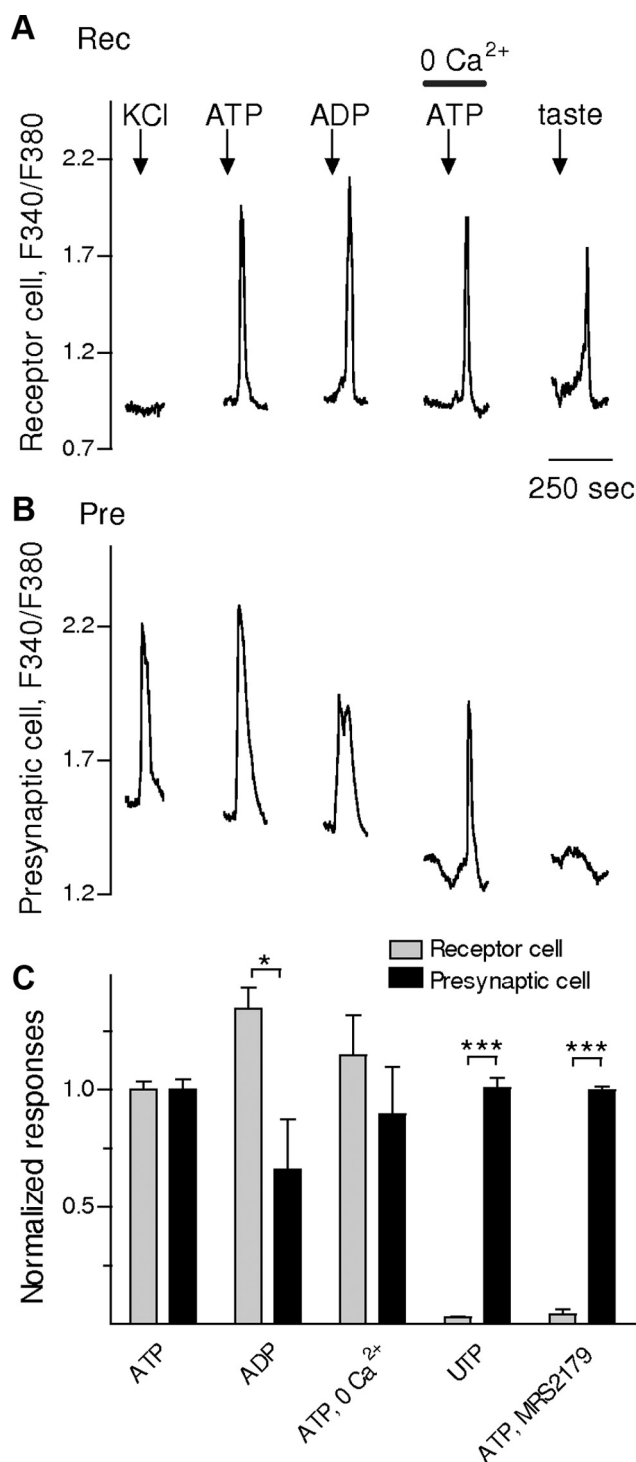 A Rec
0 Ca²⁺
KCl ATP ADP ATP taste
Receptor cell, F340/F380
2.2
1.7
1.2
0.7
250 sec
B Pre
Presynaptic cell, F340/F380
2.2
1.7
1.2
C
Receptor cell
Presynaptic cell
Normalized responses
* *** ***
1.0
0.5
ATP
ADP
ATP, 0 Ca²⁺
UTP
ATP, MRS2179